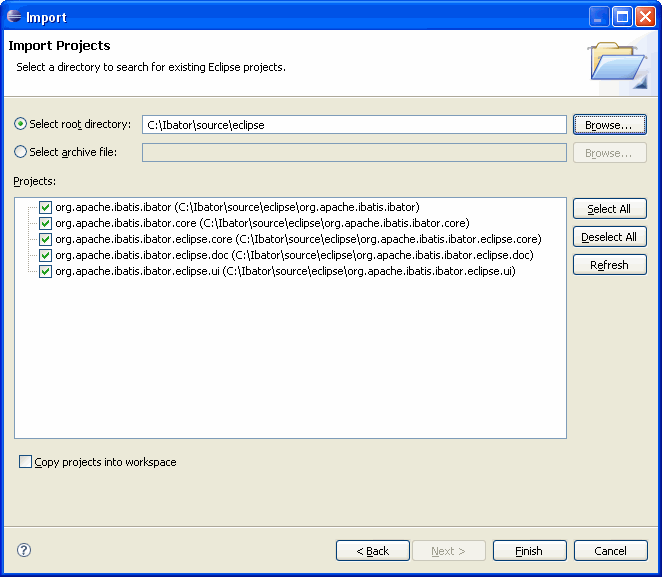 Import
Import Projects
Select a directory to search for existing Eclipse projects.
Select root directory: C:\Ibator\source\eclipse Browse...
Select archive file: Browse...
Projects:
org.apache.ibatis.ibator (C:\Ibator\source\eclipse\org.apache.ibatis.ibator) Select All
org.apache.ibatis.ibator.core (C:\Ibator\source\eclipse\org.apache.ibatis.ibator.core)
org.apache.ibatis.ibator.eclipse.core (C:\Ibator\source\eclipse\org.apache.ibatis.ibator.eclipse.core) Deselect All
org.apache.ibatis.ibator.eclipse.doc (C:\Ibator\source\eclipse\org.apache.ibatis.ibator.eclipse.doc)
org.apache.ibatis.ibator.eclipse.ui (C:\Ibator\source\eclipse\org.apache.ibatis.ibator.eclipse.ui) Refresh
Copy projects into workspace
? < Back Next > Finish Cancel